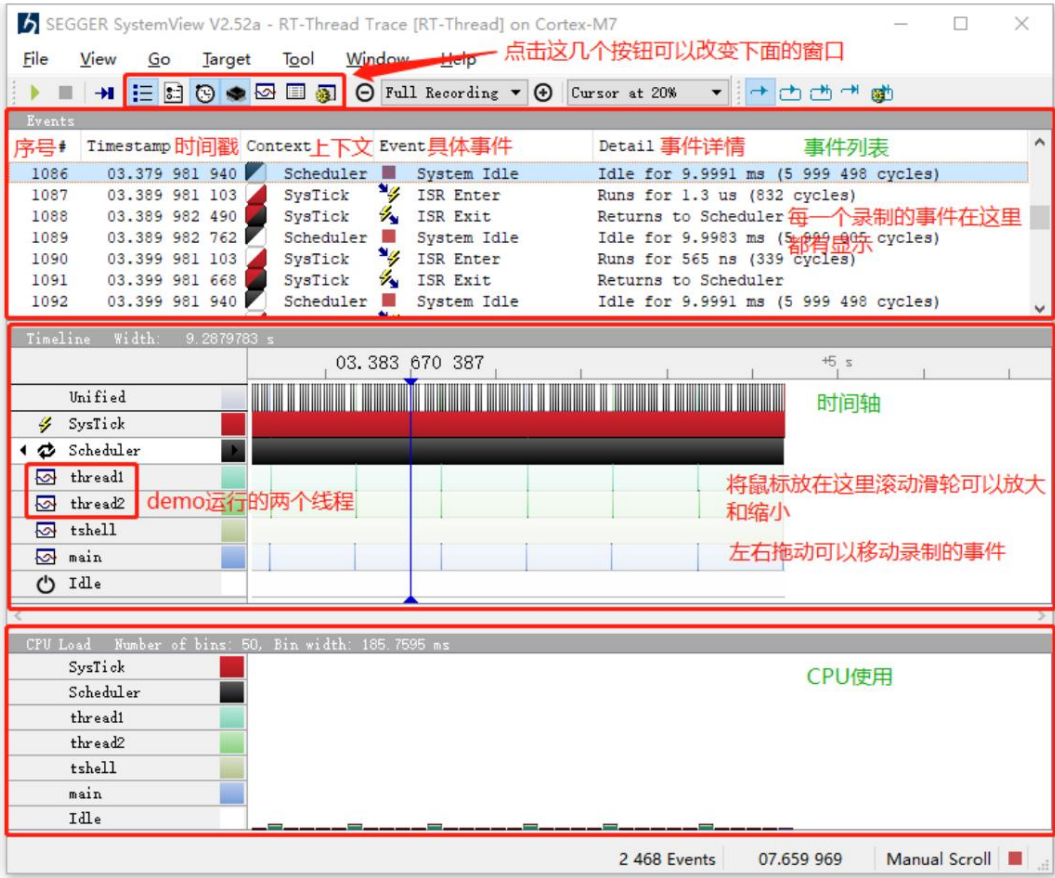 SEGGER SystemView V2.52a - RT-Thread Trace [RT-Thread] on Cortex-M7
File View Go Target Tool Window Help
点击这几个按钮可以改变下面的窗口
Full Recording Cursor at 20%
Events
序号# Timestamp 时间戳 Context 上下文 Event 具体事件 Detail 事件详情 事件列表
1086 03.379 981 940 Scheduler System Idle Idle for 9.9991 ms (5 999 498 cycles)
1087 03.389 981 103 SysTick ISR Enter Runs for 1.3 us (832 cycles)
1088 03.389 982 490 SysTick ISR Exit Returns to Scheduler
每一个录制的事件在这里
都有显示
1089 03.389 982 762 Scheduler System Idle Idle for 9.9983 ms (5 999 005 cycles)
1090 03.399 981 103 SysTick ISR Enter Runs for 565 ns (339 cycles)
1091 03.399 981 668 SysTick ISR Exit Returns to Scheduler
1092 03.399 981 940 Scheduler System Idle Idle for 9.9991 ms (5 999 498 cycles)
Timeline Width: 9.2879783 s
03.383 670 387 +5 s
Unified
时间轴
SysTick
Scheduler
thread1
thread2
demo运行的两个线程
将鼠标放在这里滚动滑轮可以放大
和缩小
tshell
main
左右拖动可以移动录制的事件
Idle
CPU Load Number of bins: 50, Bin width: 185.7595 ms
SysTick
CPU使用
Scheduler
thread1
thread2
tshell
main
Idle
2 468 Events 07.659 969 Manual Scroll